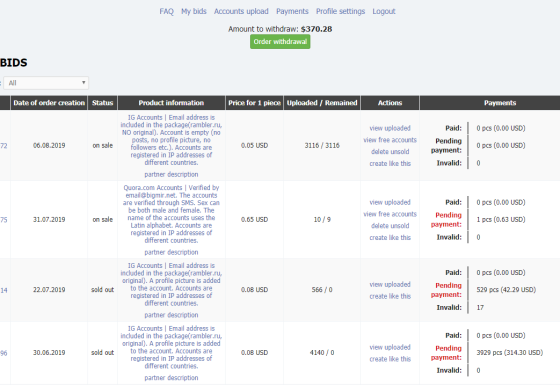 FAQ My bids Accounts upload Payments Profile settings Logout
Amount to withdraw: $370.28
Order withdrawal
BIDS
: All
Date of order creation Status Product information Price for 1 piece Uploaded / Remained Actions Payments
72 06.08.2019 on sale
IG Accounts | Email address is
included in the package(rambler.ru,
NO original). Account is empty (no
posts, no profile picture, no
followers etc.). Accounts are
registered in IP addresses of
different countries.
partner description
0.05 USD 3116 / 3116
view uploaded
view free accounts
delete unsold
create like this
Paid: 0 pcs (0.00 USD)
Pending
payment: 0 pcs (0.00 USD)
Invalid: 0
75 31.07.2019 on sale
Quora.com Accounts | Verified by
email@bigmir.net. The accounts
are verified through SMS. Sex can
be both male and female. The
name of the accounts uses the
Latin alphabet. Accounts are
registered in IP addresses of
different countries.
partner description
0.65 USD 10 / 9
view uploaded
view free accounts
delete unsold
create like this
Paid: 0 pcs (0.00 USD)
Pending
payment: 1 pcs (0.63 USD)
Invalid: 0
14 22.07.2019 sold out
IG Accounts | Email address is
included in the package(rambler.ru,
original). A profile picture is added
to the account. Accounts are
registered in IP addresses of
different countries.
partner description
0.08 USD 566 / 0
view uploaded
create like this
Paid: 0 pcs (0.00 USD)
Pending
payment: 529 pcs (42.29 USD)
Invalid: 17
96 30.06.2019 sold out
IG Accounts | Email address is
included in the package(rambler.ru,
original). A profile picture is added
to the account. Accounts are
registered in IP addresses of
different countries.
partner description
0.08 USD 4140 / 0
view uploaded
create like this
Paid: 0 pcs (0.00 USD)
Pending
payment: 3929 pcs (314.30 USD)
Invalid: 0